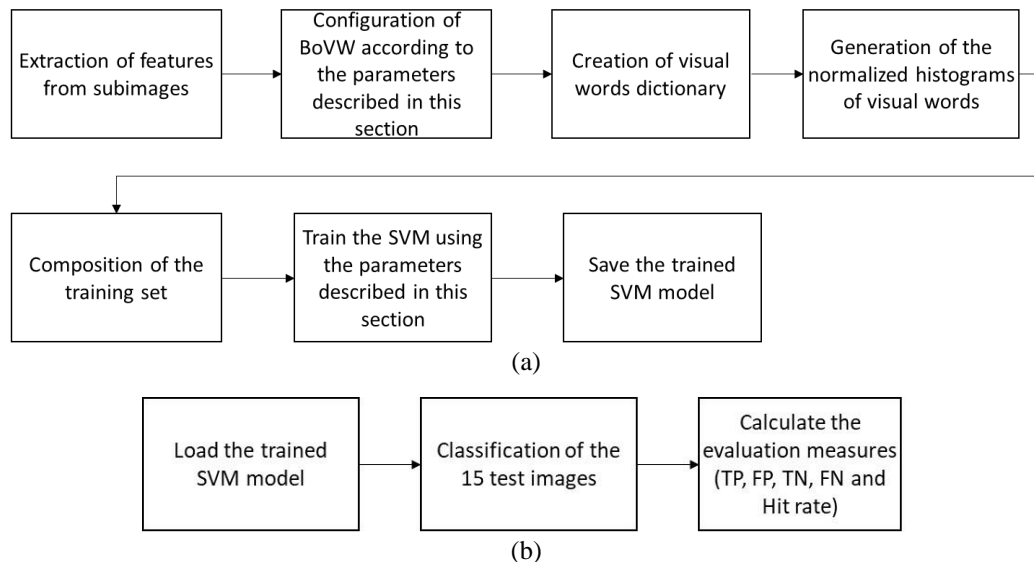 Extraction of features
from subimages
Configuration of
BoVW according to
the parameters
described in this
section
Creation of visual
words dictionary
Generation of the
normalized histograms
of visual words
Composition of the
training set
Train the SVM using
the parameters
described in this
section
Save the trained
SVM model
(a)
Load the trained
SVM model
Classification of the
15 test images
Calculate the
evaluation measures
(TP, FP, TN, FN and
Hit rate)
(b)